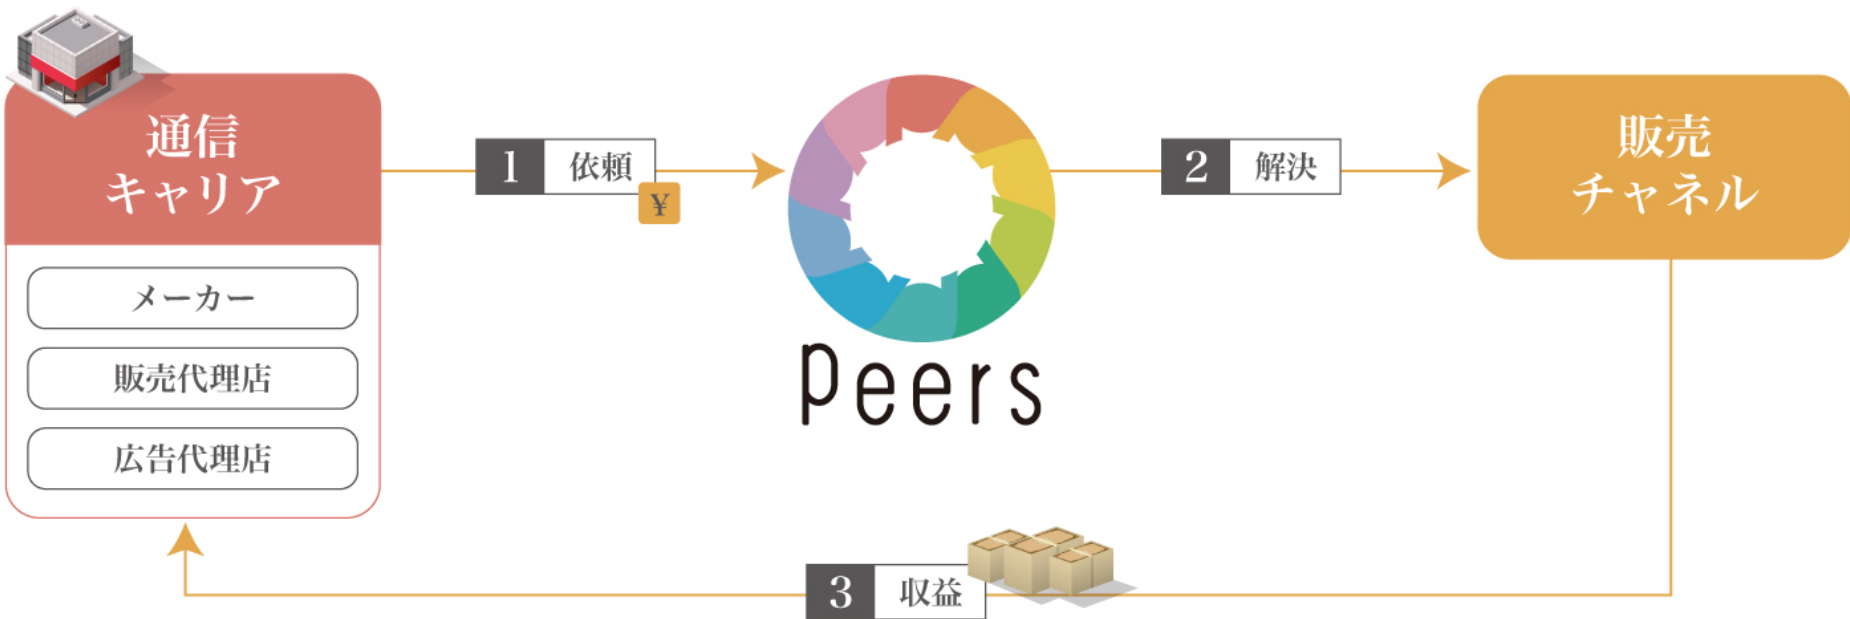 通信
キャリア
メーカー
販売代理店
広告代理店
1 依頼
¥
Peers
2 解決
販売
チャネル
3 収益